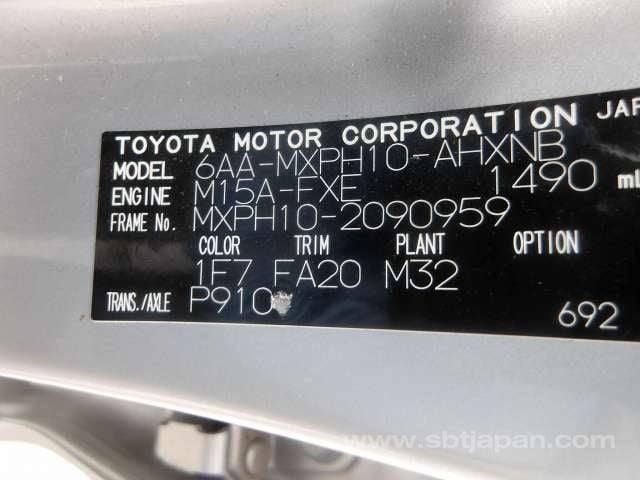 TOYOTA MOTOR CORPORATION JAP
MODEL 6AA-MXPH10-AHXNB
ENGINE M15A-FXE 1490 ml
FRAME No. MXPH10-2090959
COLOR TRIM PLANT OPTION
1F7 FA20 M32
TRANS./AXLE P910
692
www.sbtjapan.com